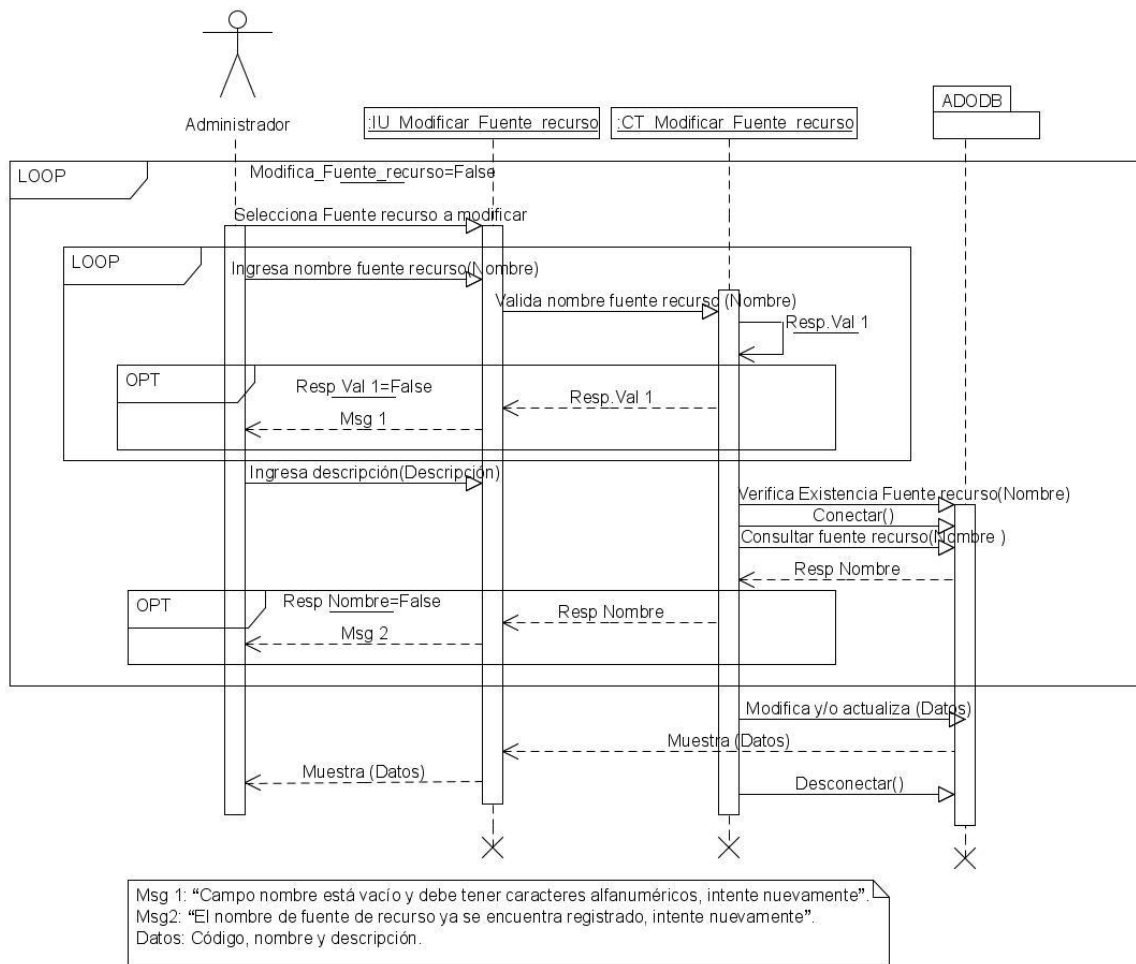 Administrador
:IU_Modificar_Fuente_recurso
:CT_Modificar_Fuente_recurso
ADODB
LOOP
Modifica_Fuente_recurso=False
Selecciona Fuente recurso a modificar
LOOP
Ingresa nombre fuente recurso(Nombre)
Valida nombre fuente recurso (Nombre)
Resp.Val 1
OPT
Resp Val 1=False
Resp.Val 1
Msg 1
Ingresa descripción(Descripción)
Verifica Existencia Fuente recurso(Nombre)
Conectar()
Consultar fuente recurso(Nombre )
Resp Nombre
OPT
Resp Nombre=False
Resp Nombre
Msg 2
Modifica y/o actualiza (Datos)
Muestra (Datos)
Muestra (Datos)
Desconectar()
Msg 1: “Campo nombre está vacío y debe tener caracteres alfanuméricos, intente nuevamente”.
Msg2: “El nombre de fuente de recurso ya se encuentra registrado, intente nuevamente”.
Datos: Código, nombre y descripción.